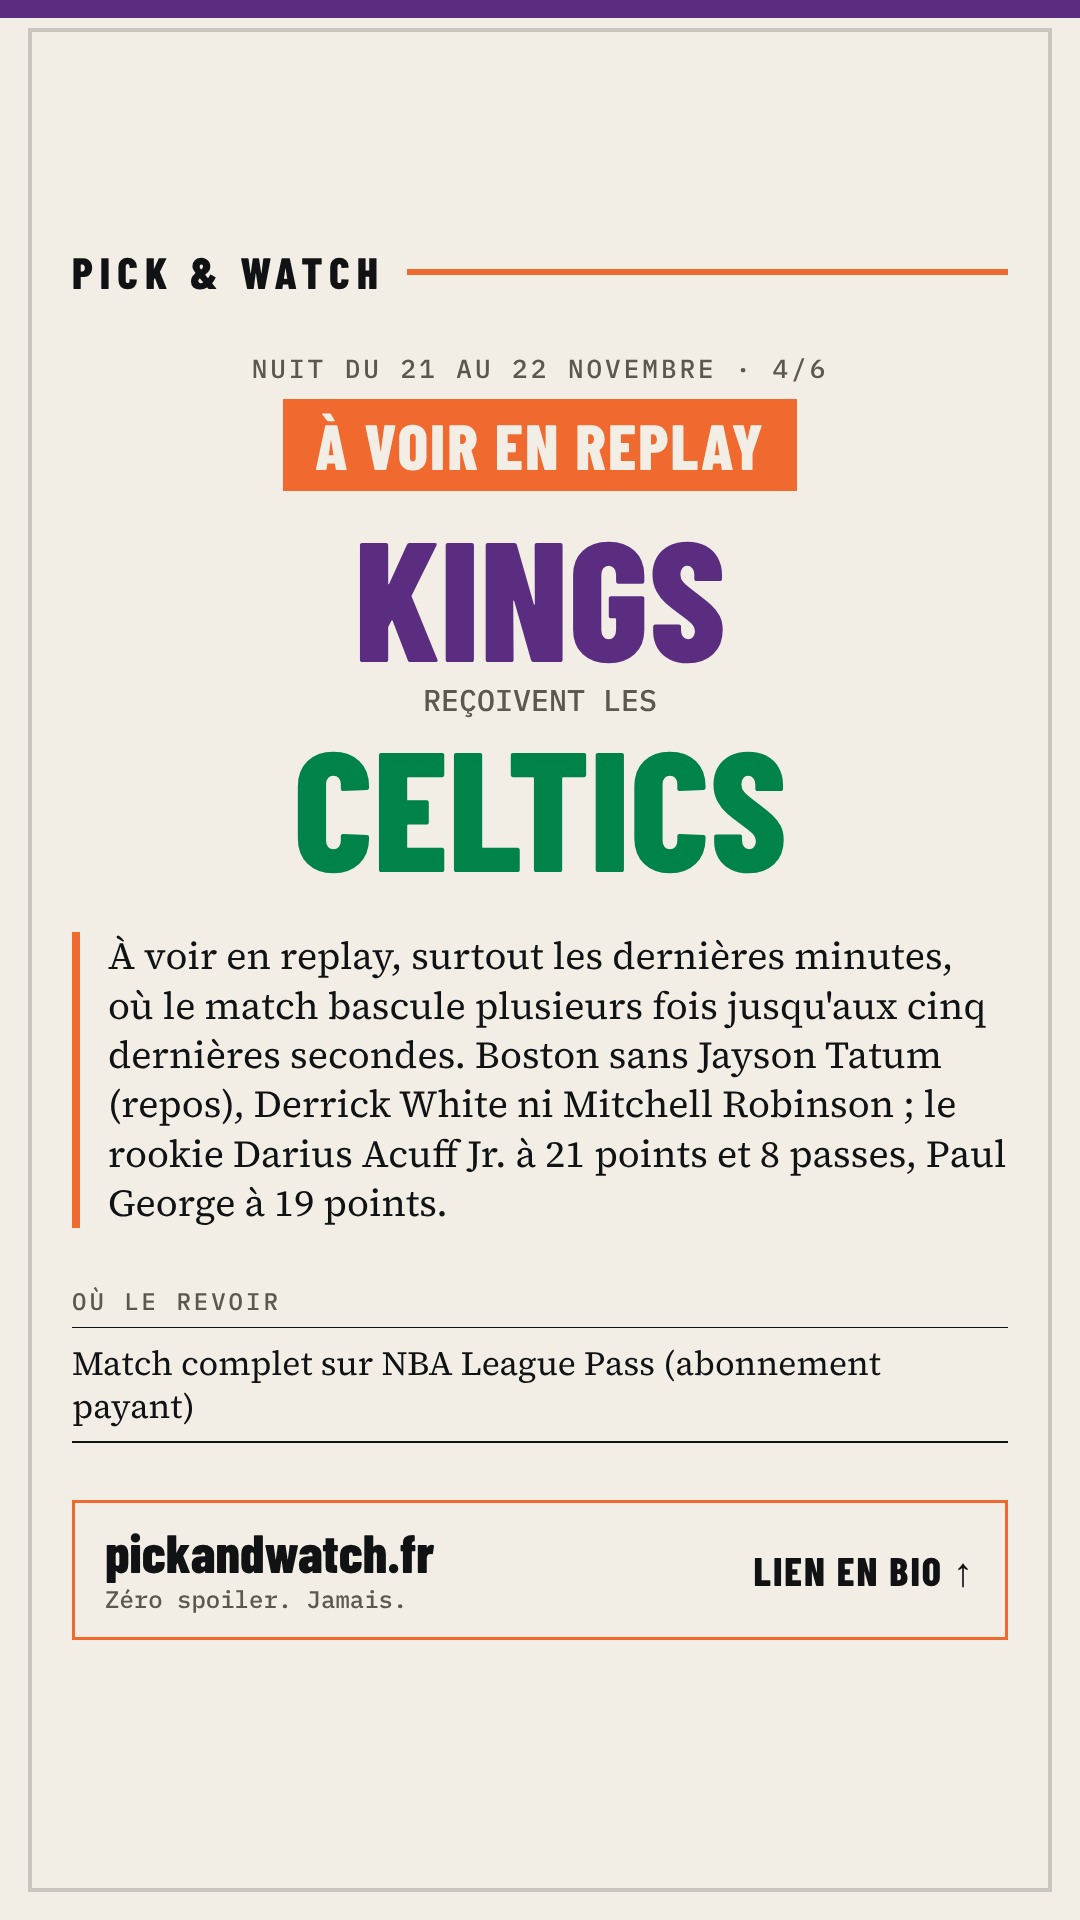 PICK & WATCH
NUIT DU 21 AU 22 NOVEMBRE · 4/6
À VOIR EN REPLAY
KINGS
REÇOIVENT LES
CELTICS
À voir en replay, surtout les dernières minutes,
où le match bascule plusieurs fois jusqu'aux cinq
dernières secondes. Boston sans Jayson Tatum
(repos), Derrick White ni Mitchell Robinson ; le
rookie Darius Acuff Jr. à 21 points et 8 passes, Paul
George à 19 points.
OÙ LE REVOIR
Match complet sur NBA League Pass (abonnement
payant)
pickandwatch.fr
Zéro spoiler. Jamais.
LIEN EN BIO ↑